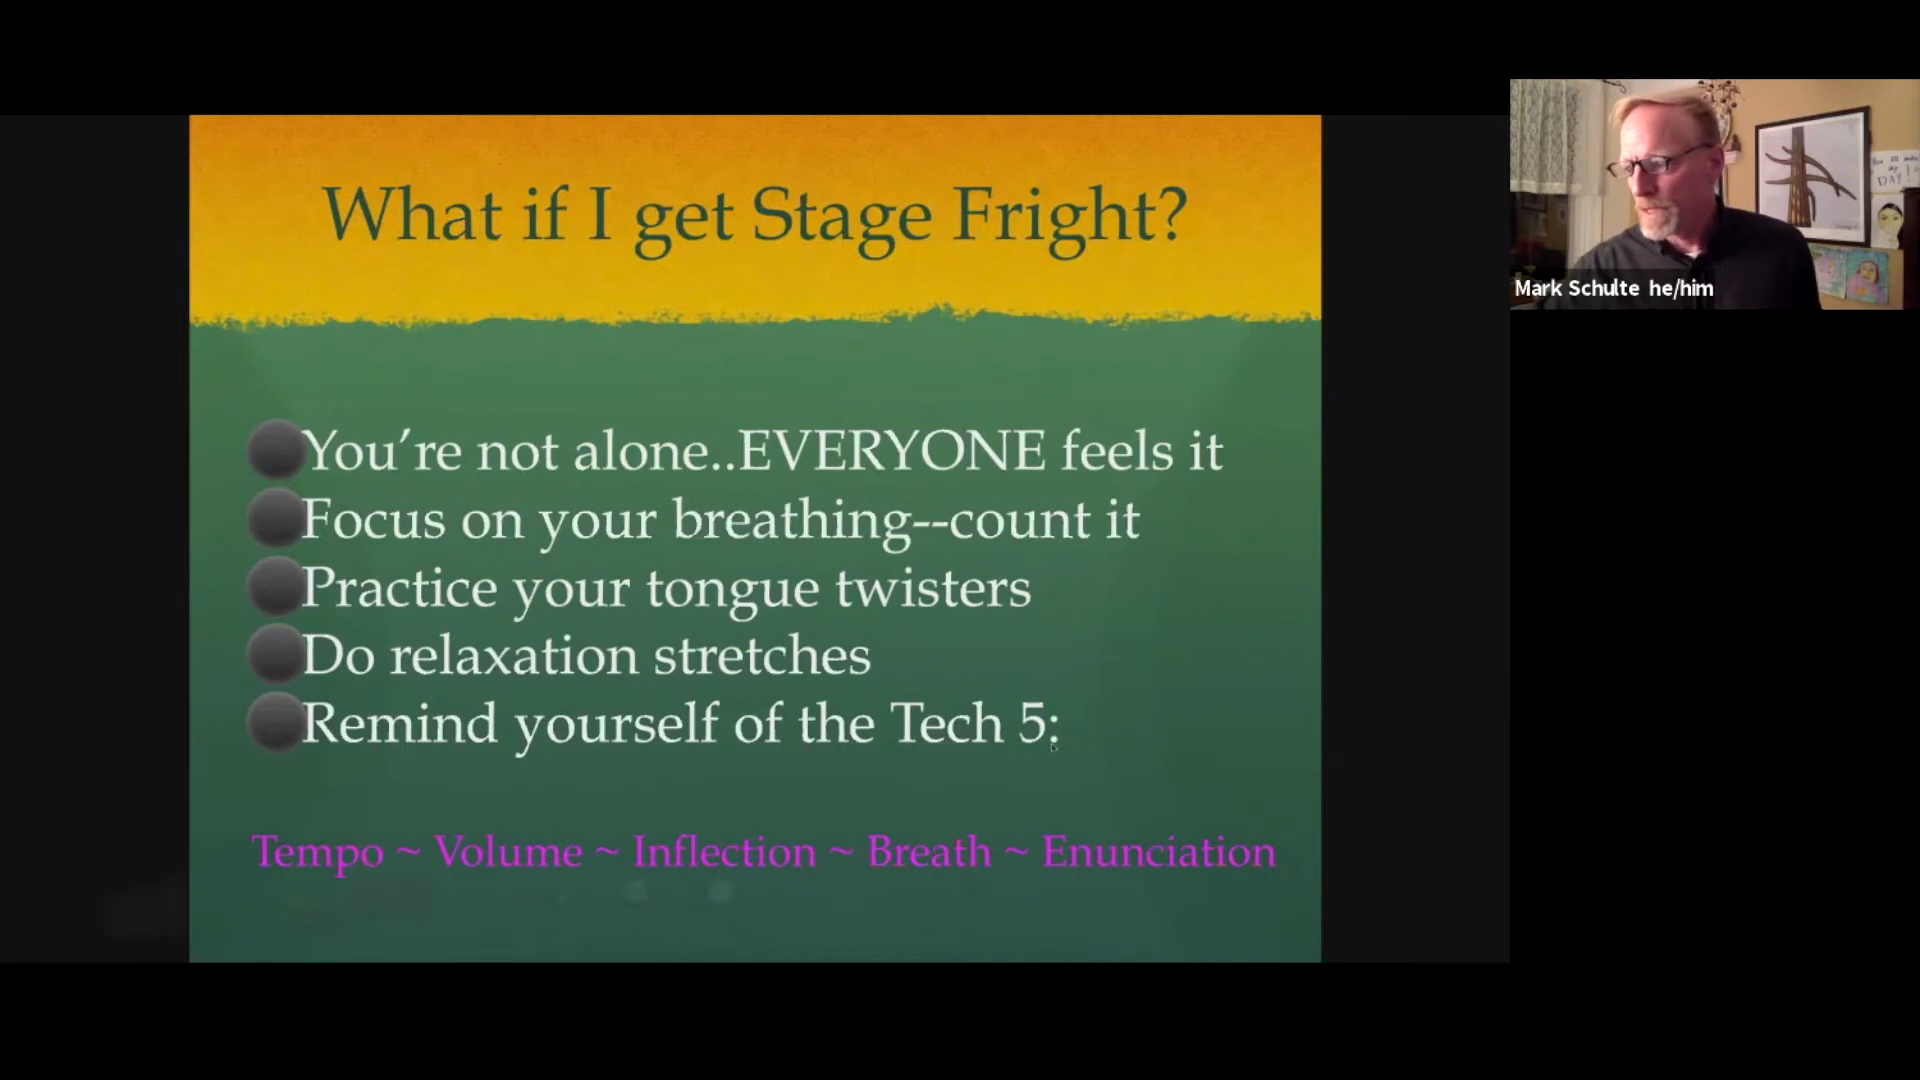 What if I get Stage Fright?
You’re not alone..EVERYONE feels it
Focus on your breathing--count it
Practice your tongue twisters
Do relaxation stretches
Remind yourself of the Tech 5:
Tempo ~ Volume ~ Inflection ~ Breath ~ Enunciation
Mark Schulte he/him
DAY!